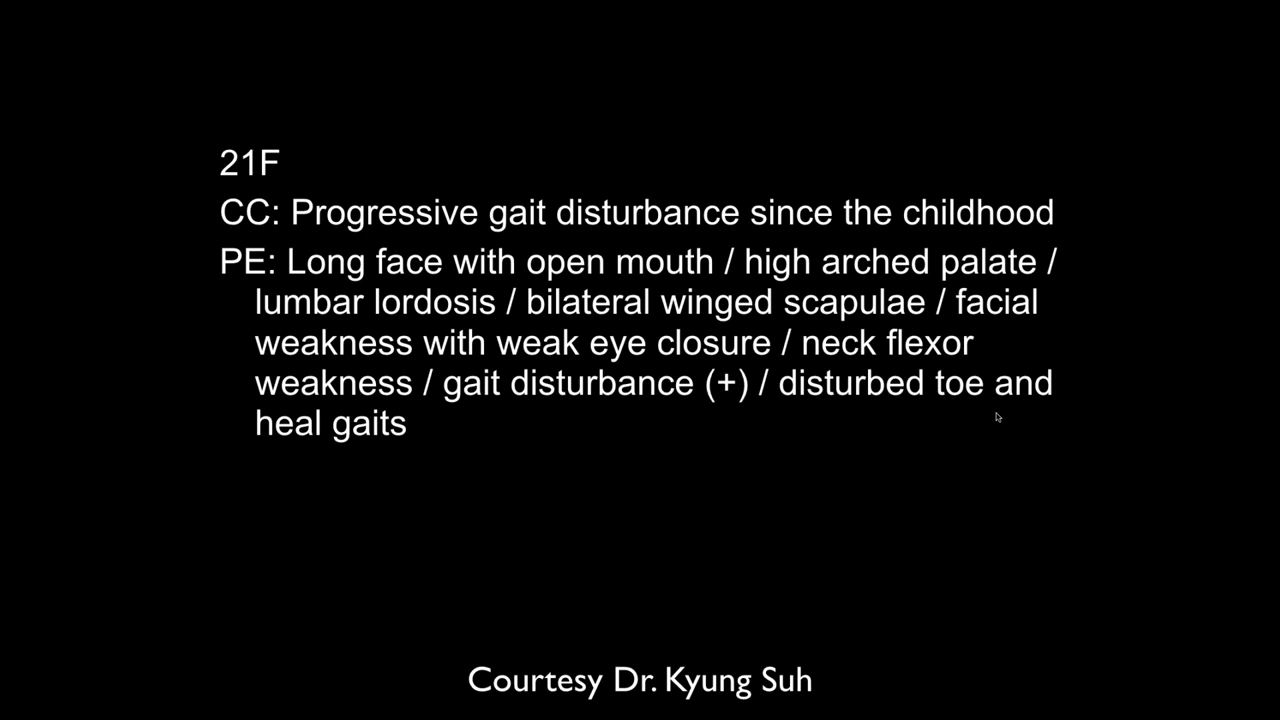 21F
CC: Progressive gait disturbance since the childhood
PE: Long face with open mouth / high arched palate /
lumbar lordosis / bilateral winged scapulae / facial
weakness with weak eye closure / neck flexor
weakness / gait disturbance (+) / disturbed toe and
heal gaits
Courtesy Dr. Kyung Suh